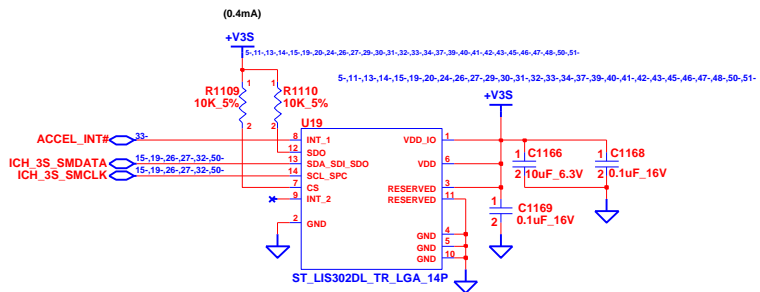 (0.4mA)
+V3S
5-,11-,13-,14-,15-,19-,20-,24-,26-,27-,29-,30-,31-,32-,33-,34-,37-,39-,40-,41-,42-,43-,45-,46-,47-,48-,50-,51-
5-,11-,13-,14-,15-,19-,20-,24-,26-,27-,29-,30-,31-,32-,33-,34-,37-,39-,40-,41-,42-,43-,45-,46-,47-,48-,50-,51-
+V3S
R1109
10K_5%
1
2
R1110
10K_5%
1
2
U19
ACCEL_INT# 33- 8 INT_1
12 SDO
ICH_3S_SMDATA 15-,19-,26-,27-,32-,50- 13 SDA_SDI_SDO
ICH_3S_SMCLK 15-,19-,26-,27-,32-,50- 14 SCL_SPC
7 CS
9 INT_2
2 GND
VDD_IO 1
VDD 6
RESERVED 3
RESERVED 11
GND 4
GND 5
GND 10
1 C1166
2 10uF_6.3V
1 C1168
2 0.1uF_16V
1 C1169
2 0.1uF_16V
ST_LIS302DL_TR_LGA_14P